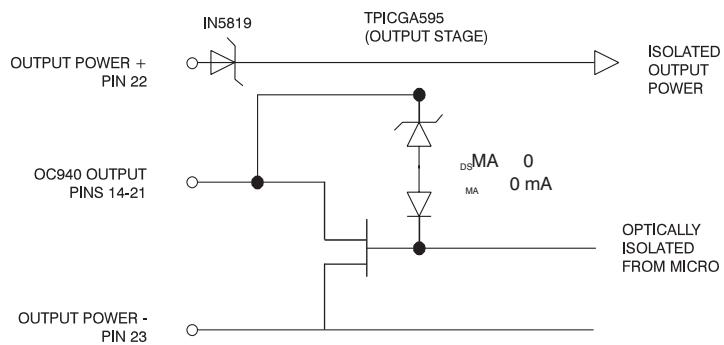 IN5819
TPICGA595
(OUTPUT STAGE)
OUTPUT POWER +
PIN 22
ISOLATED
OUTPUT
POWER
DSMA 0
MA 0 mA
OC940 OUTPUT
PINS 14-21
OPTICALLY
ISOLATED
FROM MICRO
OUTPUT POWER -
PIN 23